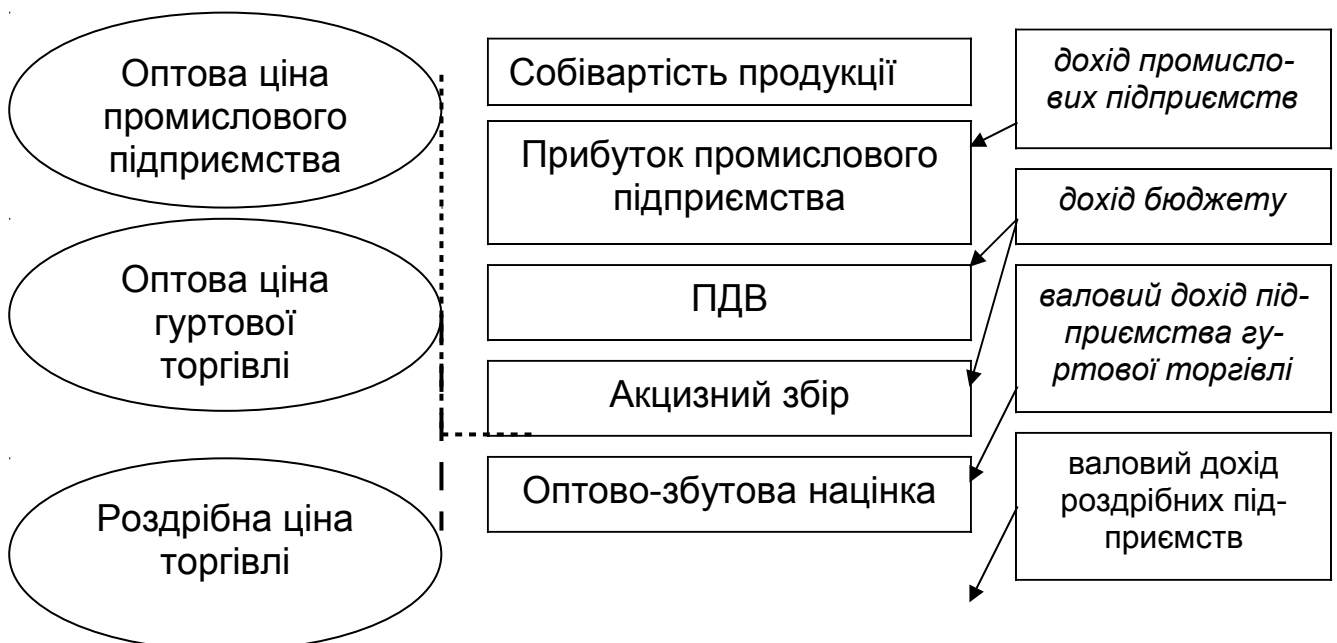 Оптова ціна
промислового
підприємства
Оптова ціна
гуртової
торгівлі
Роздрібна ціна
торгівлі
Собівартість продукції
Прибуток промислового
підприємства
ПДВ
Акцизний збір
Оптово-збутова націнка
дохід промисло-
вих підприємств
дохід бюджету
валовий дохід під-
приємства гу-
ртової торгівлі
валовий дохід
роздрібних під-
приємств